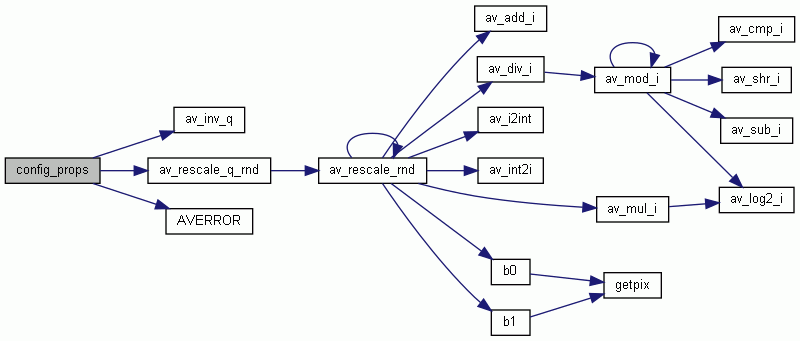 config_props
av_inv_q
av_rescale_q_rnd
AVERROR
av_rescale_rnd
av_add_i
av_div_i
av_i2int
av_int2i
av_mul_i
b0
b1
getpix
av_mod_i
av_cmp_i
av_shr_i
av_sub_i
av_log2_i